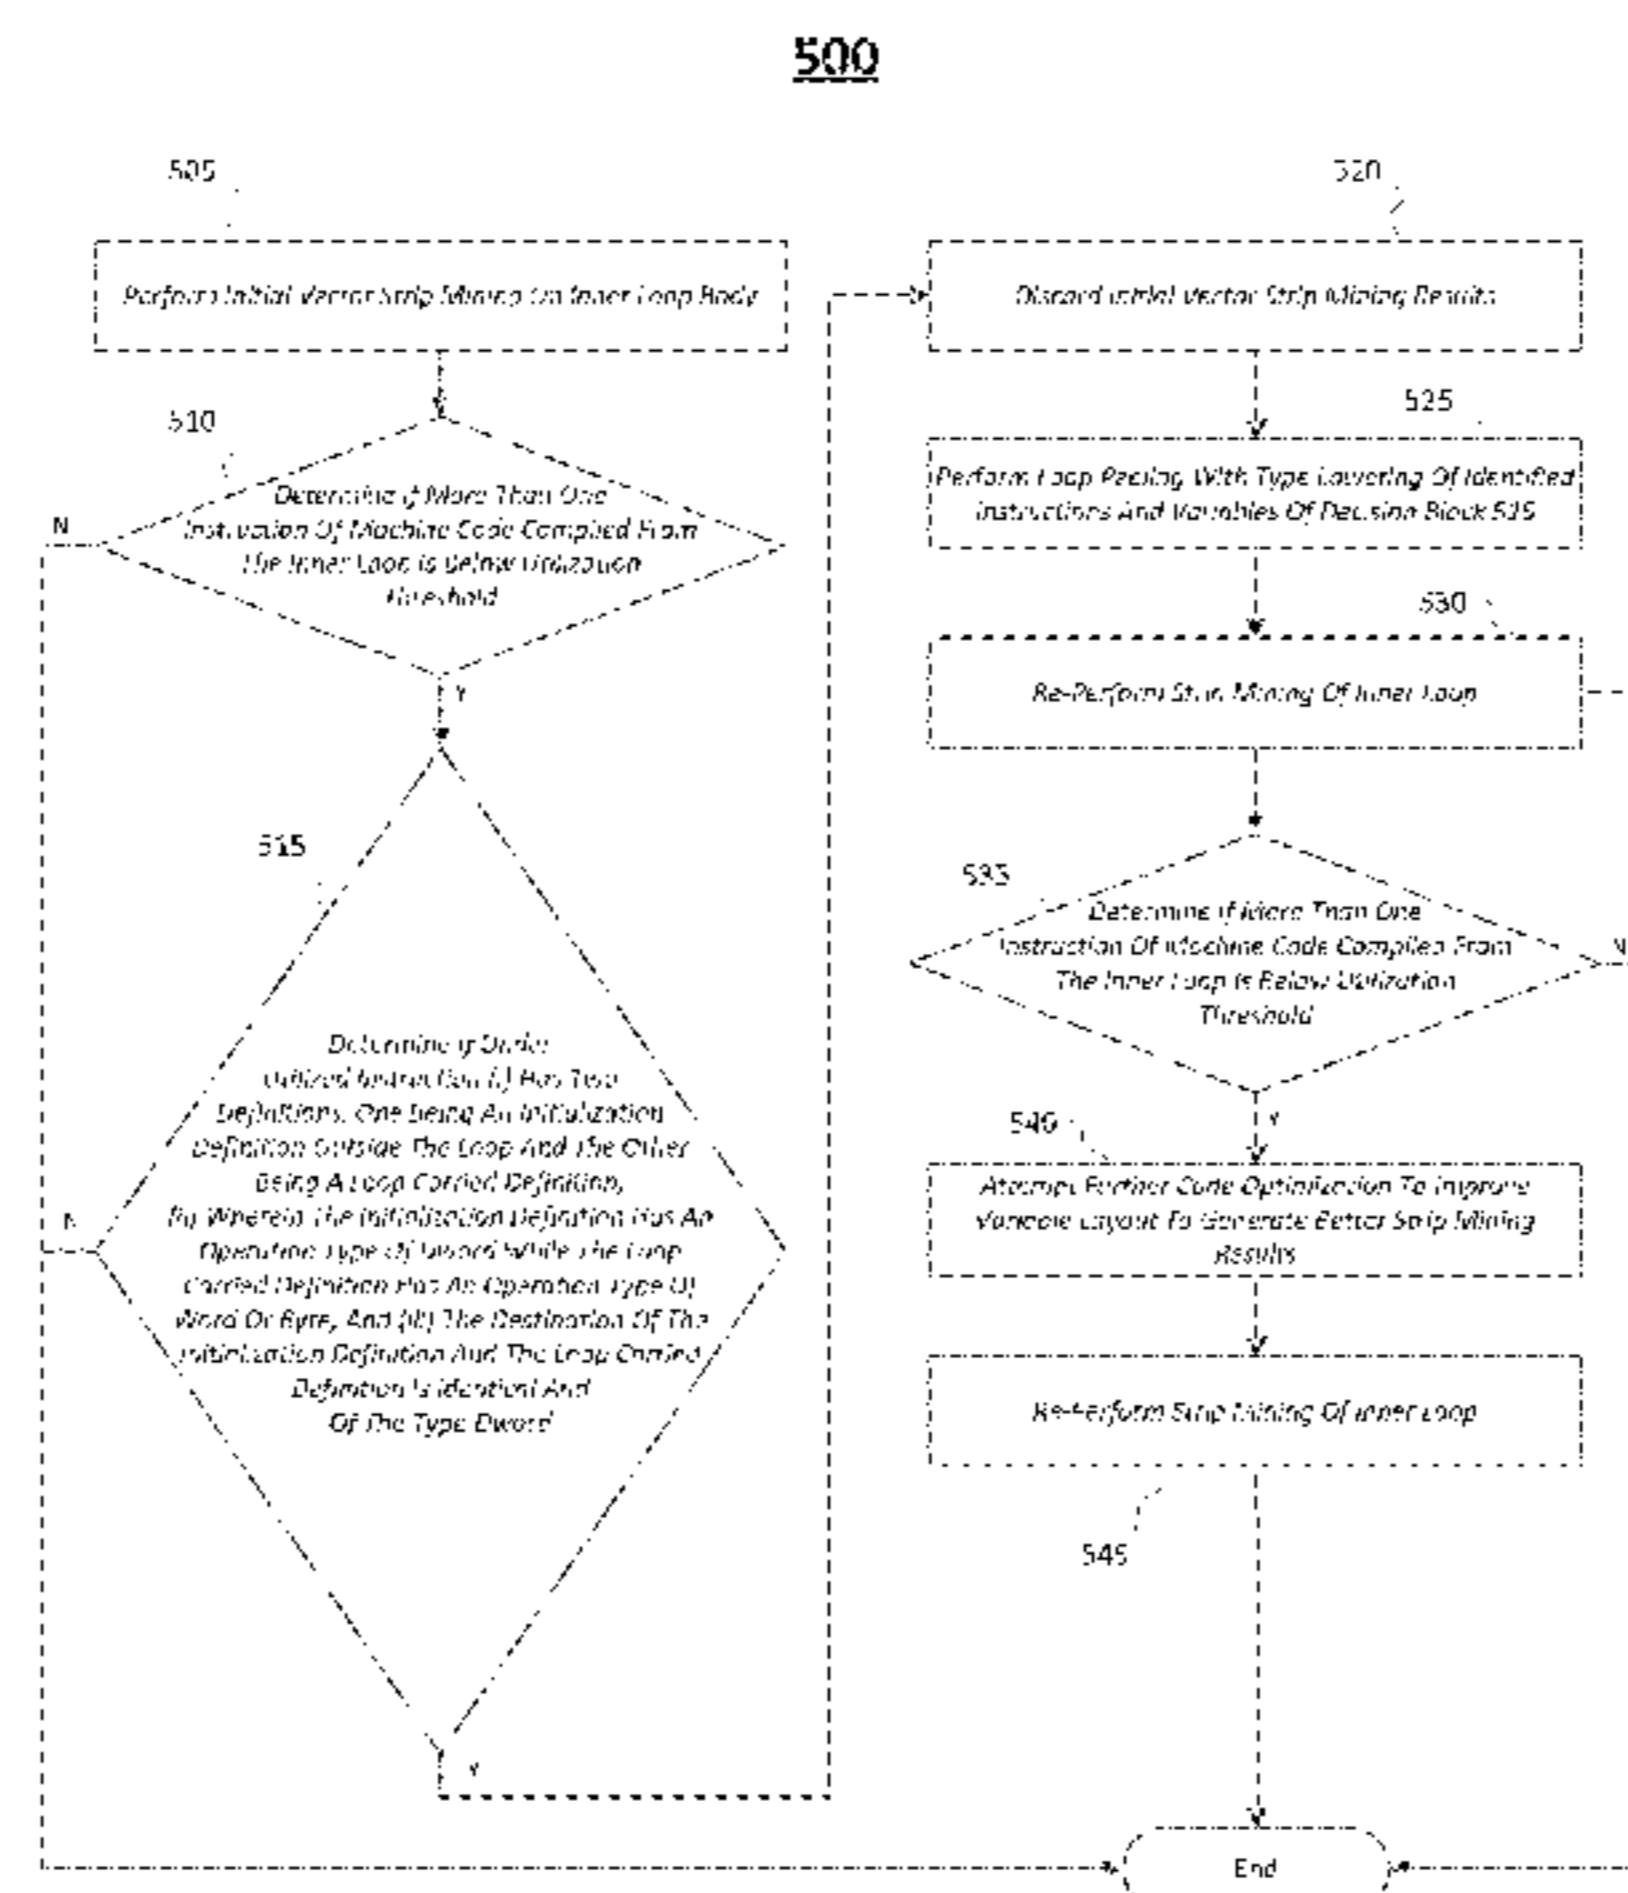 500
505
Perform Initial Vector Strip Mining On Inner Loop Body
510
Determine if More Than One
Instruction Of Machine Code Compiled From
The Inner Loop Is Below Utilization
Threshold
N
Y
515
Determine if Under
Utilized Instruction (i) Has Two
Definitions, One Being An Initialization
Definition Outside The Loop And The Other
Being A Loop Carried Definition,
(ii) Wherein The Initialization Definition Has An
Operation Type Of Dword While The Loop
Carried Definition Has An Operation Type Of
Word Or Byte, And (iii) The Destination Of The
Initialization Definition And The Loop Carried
Definition Is Identical And
Of The Type Dword
N
Y
520
Discard Initial Vector Strip Mining Results
525
Perform Loop Peeling With Type Lowering Of Identified
Instructions And Variables Of Decision Block 515
530
Re-Perform Strip Mining Of Inner Loop
535
Determine if More Than One
Instruction Of Machine Code Compiled From
The Inner Loop Is Below Utilization
Threshold
N
Y
540
Attempt Further Code Optimization To Improve
Variable Layout To Generate Better Strip Mining
Results
Re-Perform Strip Mining Of Inner Loop
545
End